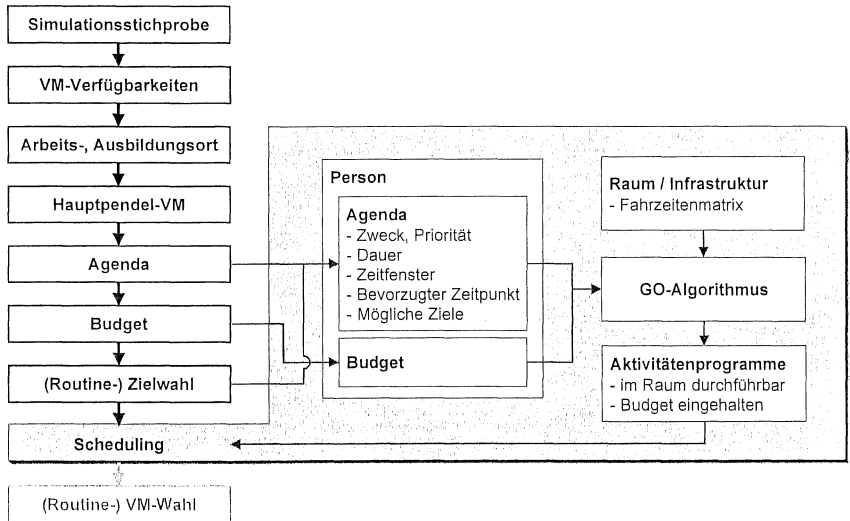 Simulationsstichprobe
VM-Verfügbarkeiten
Arbeits-, Ausbildungsort
Hauptpendel-VM
Agenda
Budget
(Routine-) Zielwahl
Scheduling
(Routine-) VM-Wahl
Person
Agenda
- Zweck, Priorität
- Dauer
- Zeitfenster
- Bevorzugter Zeitpunkt
- Mögliche Ziele
Budget
Raum / Infrastruktur
- Fahrzeitenmatrix
GO-Algorithmus
Aktivitätenprogramme
- im Raum durchführbar
- Budget eingehalten